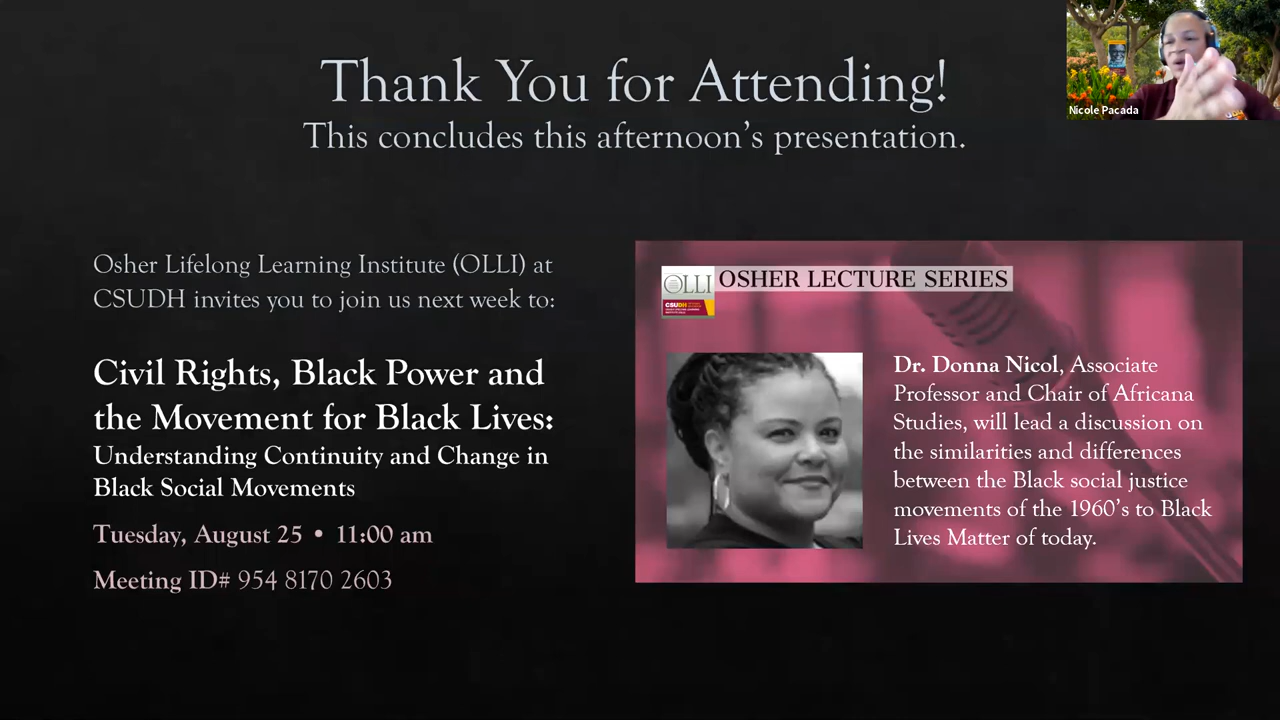 Thank You for Attending!
This concludes this afternoon's presentation.
Nicole Pacada
Osher Lifelong Learning Institute (OLLI) at
CSUDH invites you to join us next week to:
Civil Rights, Black Power and
the Movement for Black Lives:
Understanding Continuity and Change in
Black Social Movements
Tuesday, August 25 • 11:00 am
Meeting ID# 954 8170 2603
OLLI
CSUDH
OSHER LECTURE SERIES
Dr. Donna Nicol, Associate
Professor and Chair of Africana
Studies, will lead a discussion on
the similarities and differences
between the Black social justice
movements of the 1960's to Black
Lives Matter of today.